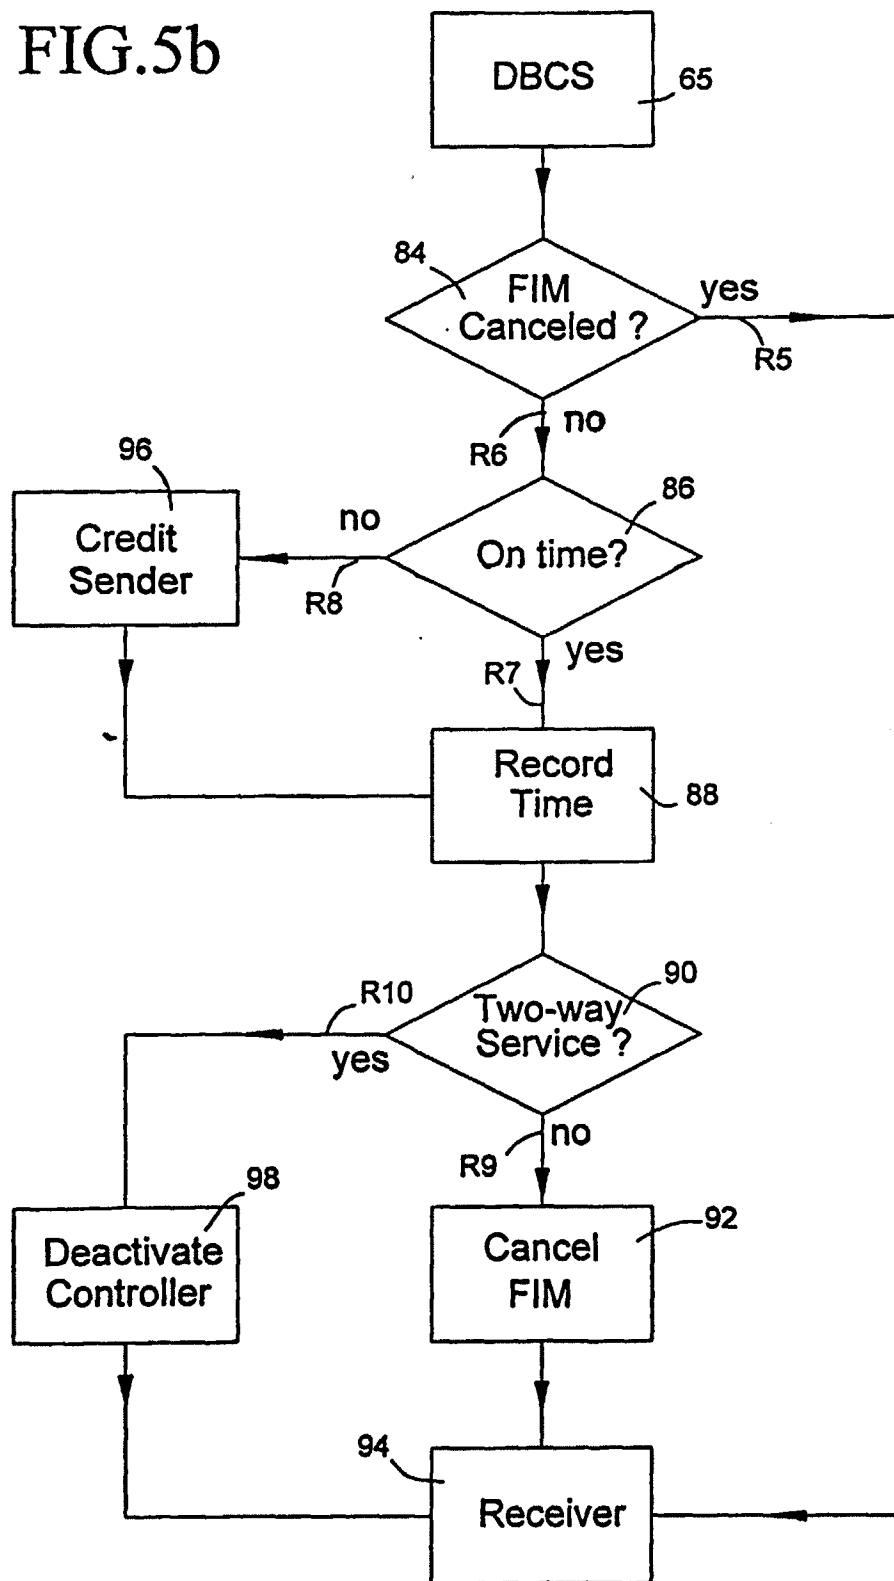 FIG.5b
DBCS
65
84
FIM
Canceled ?
yes
R5
R6
no
96
86
Credit
Sender
no
On time?
R8
yes
R7
Record
Time
88
90
R10
Two-way
Service ?
yes
no
R9
98
92
Deactivate
Controller
Cancel
FIM
94
Receiver